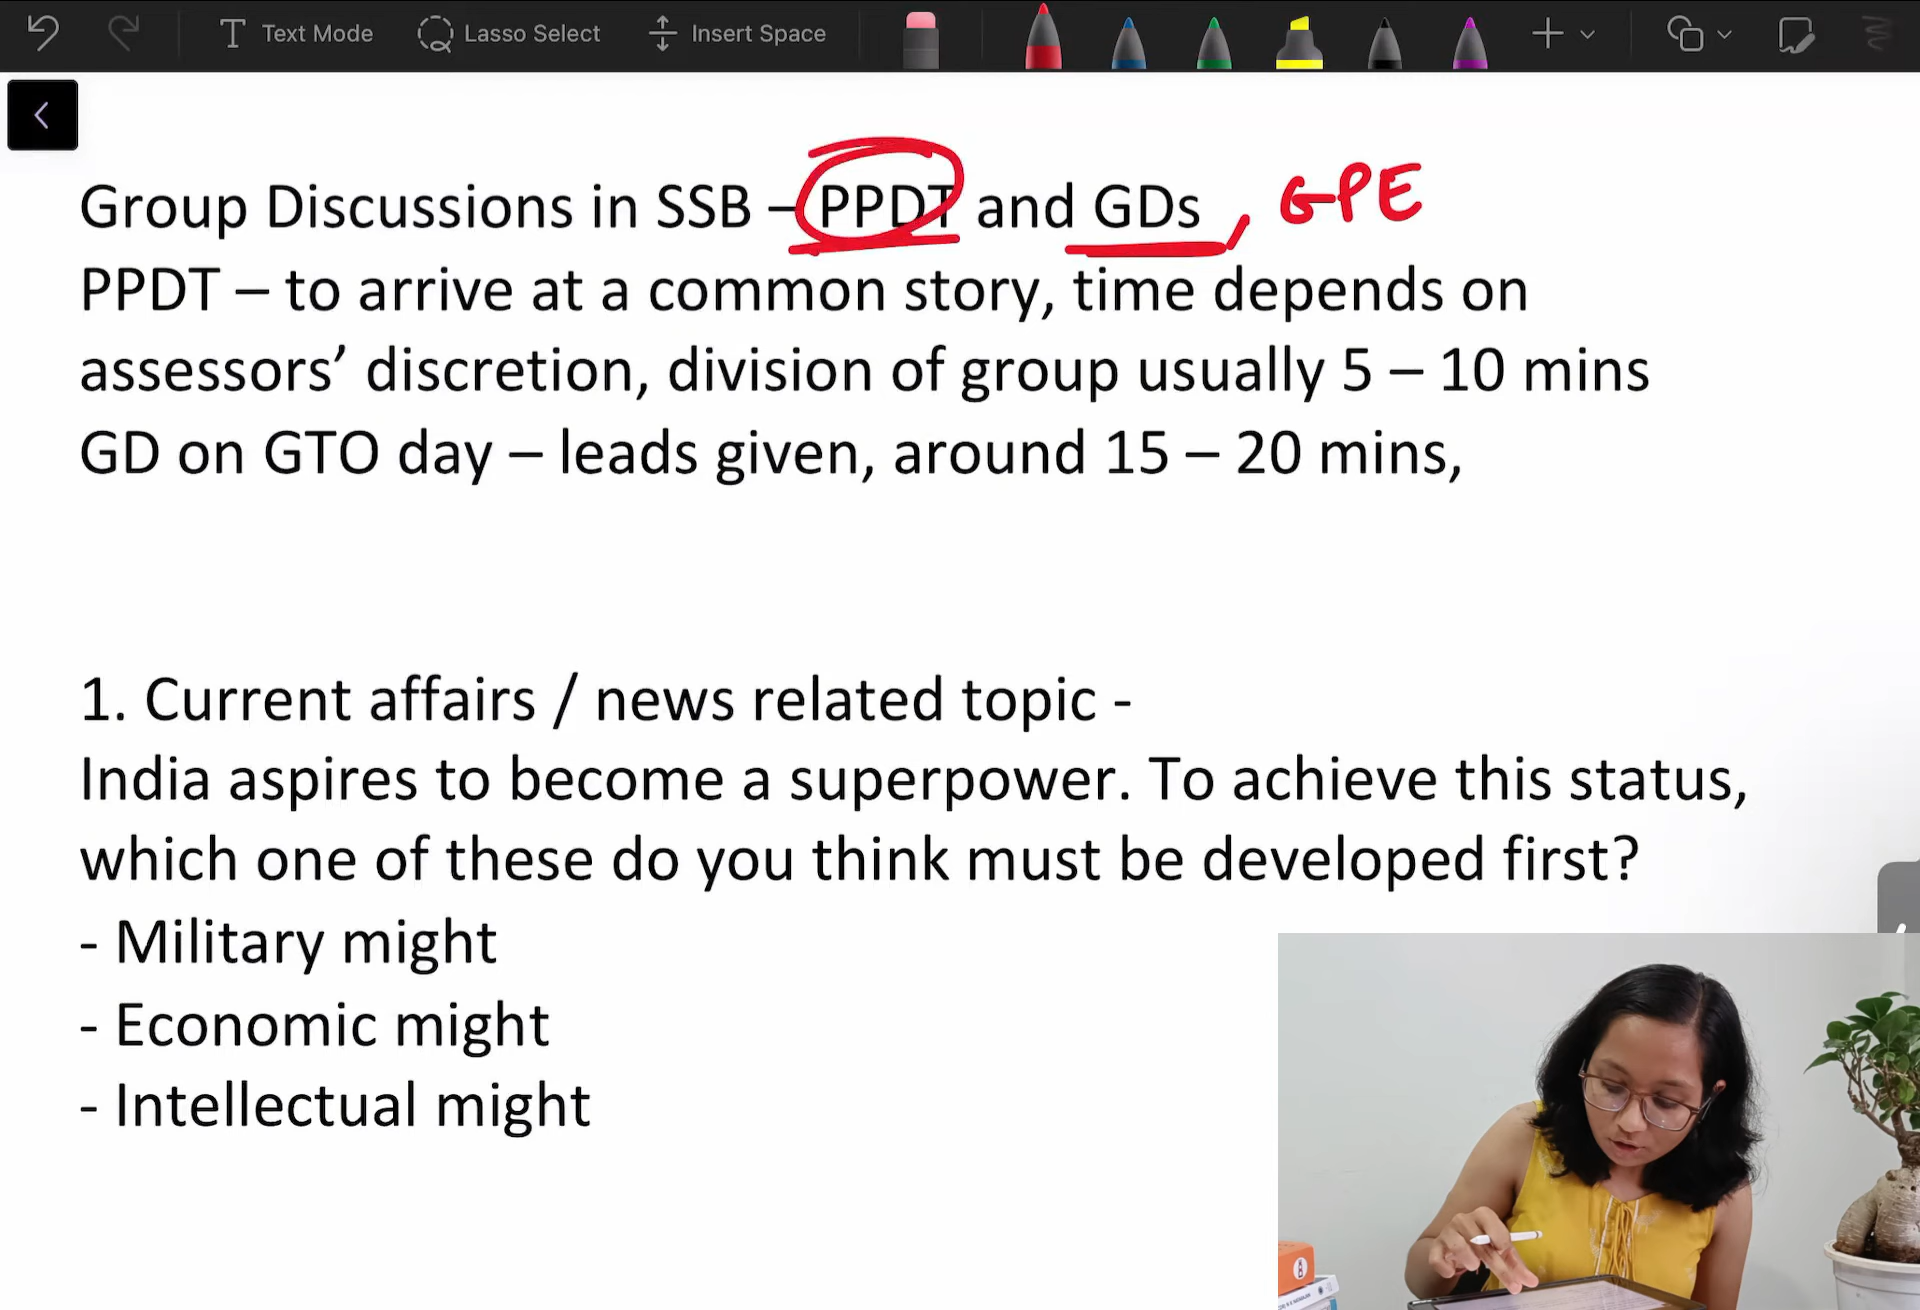 Text Mode Lasso Select Insert Space
Group Discussions in SSB – PPDT and GDs , GPE
PPDT – to arrive at a common story, time depends on
assessors’ discretion, division of group usually 5 – 10 mins
GD on GTO day – leads given, around 15 – 20 mins,
1. Current affairs / news related topic -
India aspires to become a superpower. To achieve this status,
which one of these do you think must be developed first?
- Military might
- Economic might
- Intellectual might